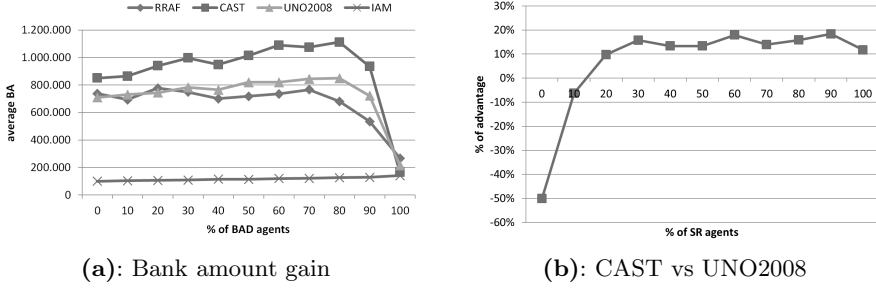 RRAF CAST UNO2008 IAM
1.200.000
1.000.000
800.000
600.000
400.000
200.000
0
average BA
0 10 20 30 40 50 60 70 80 90 100
% of BAD agents
(a): Bank amount gain
30%
20%
10%
0%
-10%
-20%
-30%
-40%
-50%
-60%
% of advantage
0 10 20 30 40 50 60 70 80 90 100
% of SR agents
(b): CAST vs UNO2008